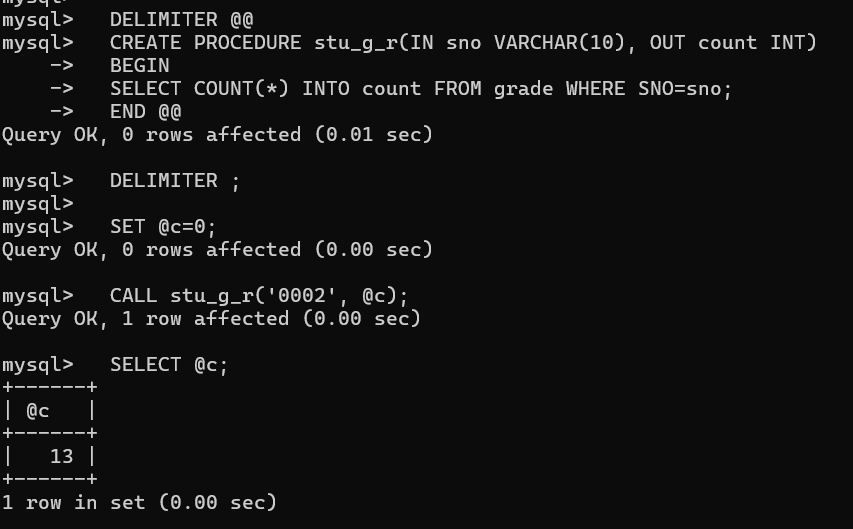 mysql>
mysql>   DELIMITER @@
mysql>   CREATE PROCEDURE stu_g_r(IN sno VARCHAR(10), OUT count INT)
    ->   BEGIN
    ->   SELECT COUNT(*) INTO count FROM grade WHERE SNO=sno;
    ->   END @@
Query OK, 0 rows affected (0.01 sec)

mysql>   DELIMITER ;
mysql>
mysql>   SET @c=0;
Query OK, 0 rows affected (0.00 sec)

mysql>   CALL stu_g_r('0002', @c);
Query OK, 1 row affected (0.00 sec)

mysql>   SELECT @c;
+------+
| @c   |
+------+
|   13 |
+------+
1 row in set (0.00 sec)